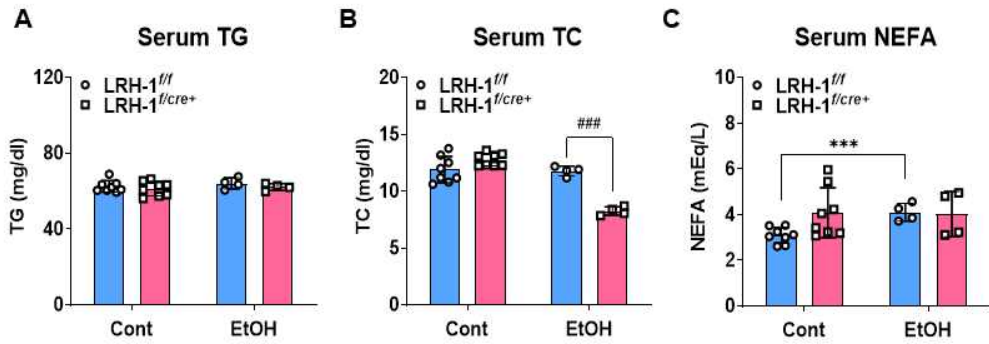 A
Serum TG
LRH-1f/f
LRH-1f/cre+
TG (mg/dl)
120
80
40
0
Cont
EtOH
B
Serum TC
LRH-1f/f
LRH-1f/cre+
###
TC (mg/dl)
20
15
10
5
0
Cont
EtOH
C
Serum NEFA
LRH-1f/f
LRH-1f/cre+
***
NEFA (mEq/L)
10
8
6
4
2
0
Cont
EtOH